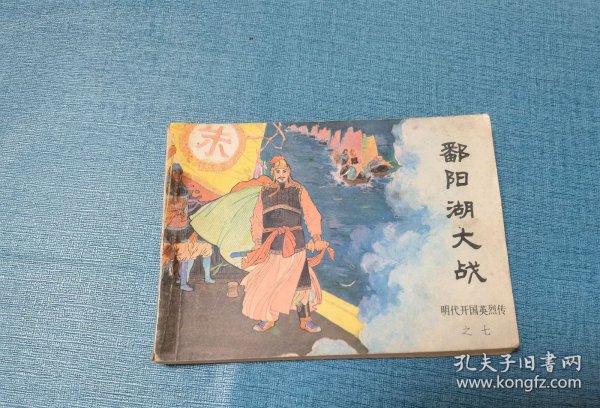 朱
鄱阳湖大战
明代开国英烈传
之七
孔夫子旧书网
www.kongfz.com